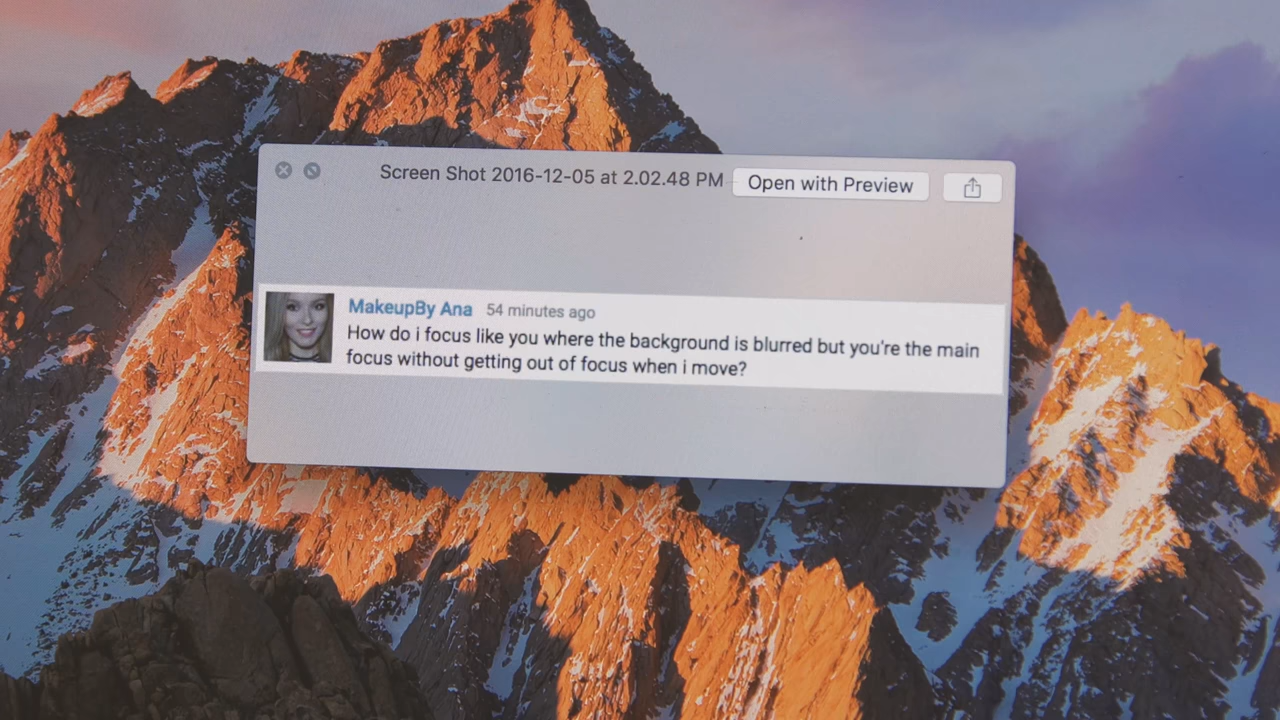 Screen Shot 2016-12-05 at 2.02.48 PM Open with Preview
MakeupBy Ana 54 minutes ago
How do i focus like you where the background is blurred but you're the main
focus without getting out of focus when i move?